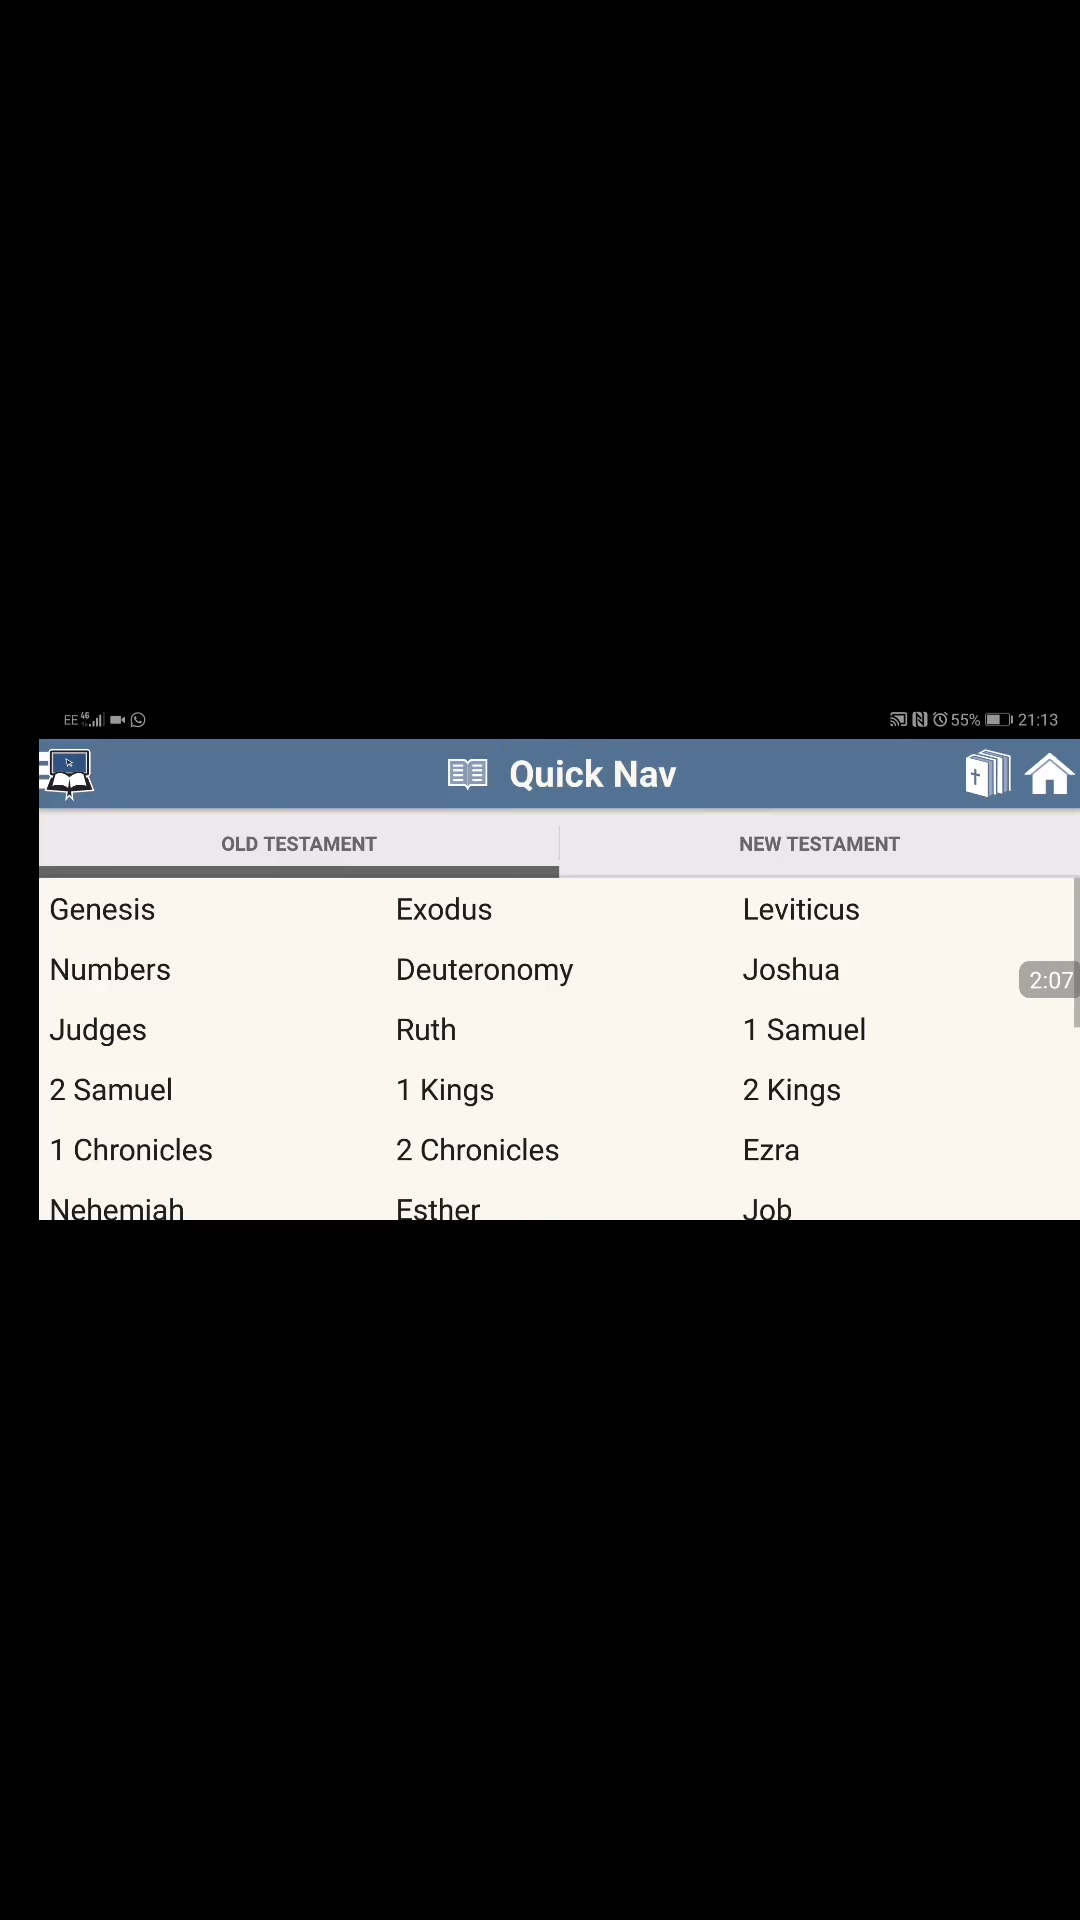 EE 4G 55% 21:13
Quick Nav
OLD TESTAMENT NEW TESTAMENT
Genesis Exodus Leviticus
Numbers Deuteronomy Joshua
2:07
Judges Ruth 1 Samuel
2 Samuel 1 Kings 2 Kings
1 Chronicles 2 Chronicles Ezra
Nehemiah Esther Job